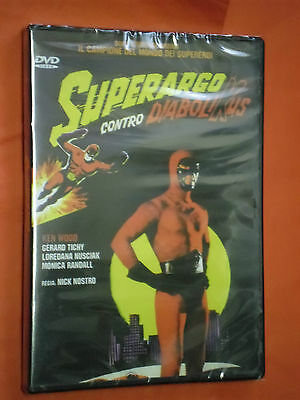 IL CAMPIONE DEL MONDO DEI SUPEREROI
DVD
SUPERARGO
CONTRO DIABOLIKUS
KEN WOOD
GERARD TICHY
LOREDANA NUSCIAK
MONICA RANDALL
REGIA: NICK NOSTRO